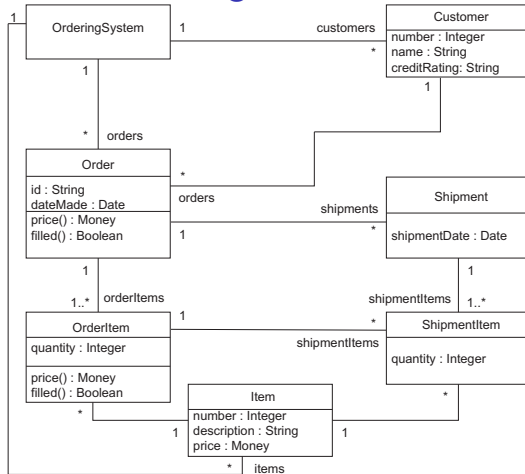 1
OrderingSystem
1
customers
*
Customer
number : Integer
name : String
creditRating: String
1
1
*
orders
Order
id : String
dateMade : Date
price() : Money
filled() : Boolean
*
orders
shipments
1
*
Shipment
shipmentDate : Date
1
orderItems
1..*
1
shipmentItems
1..*
OrderItem
quantity : Integer
price() : Money
filled() : Boolean
1
*
shipmentItems
ShipmentItem
quantity : Integer
*
1
Item
number : Integer
description : String
price : Money
1
*
*
items